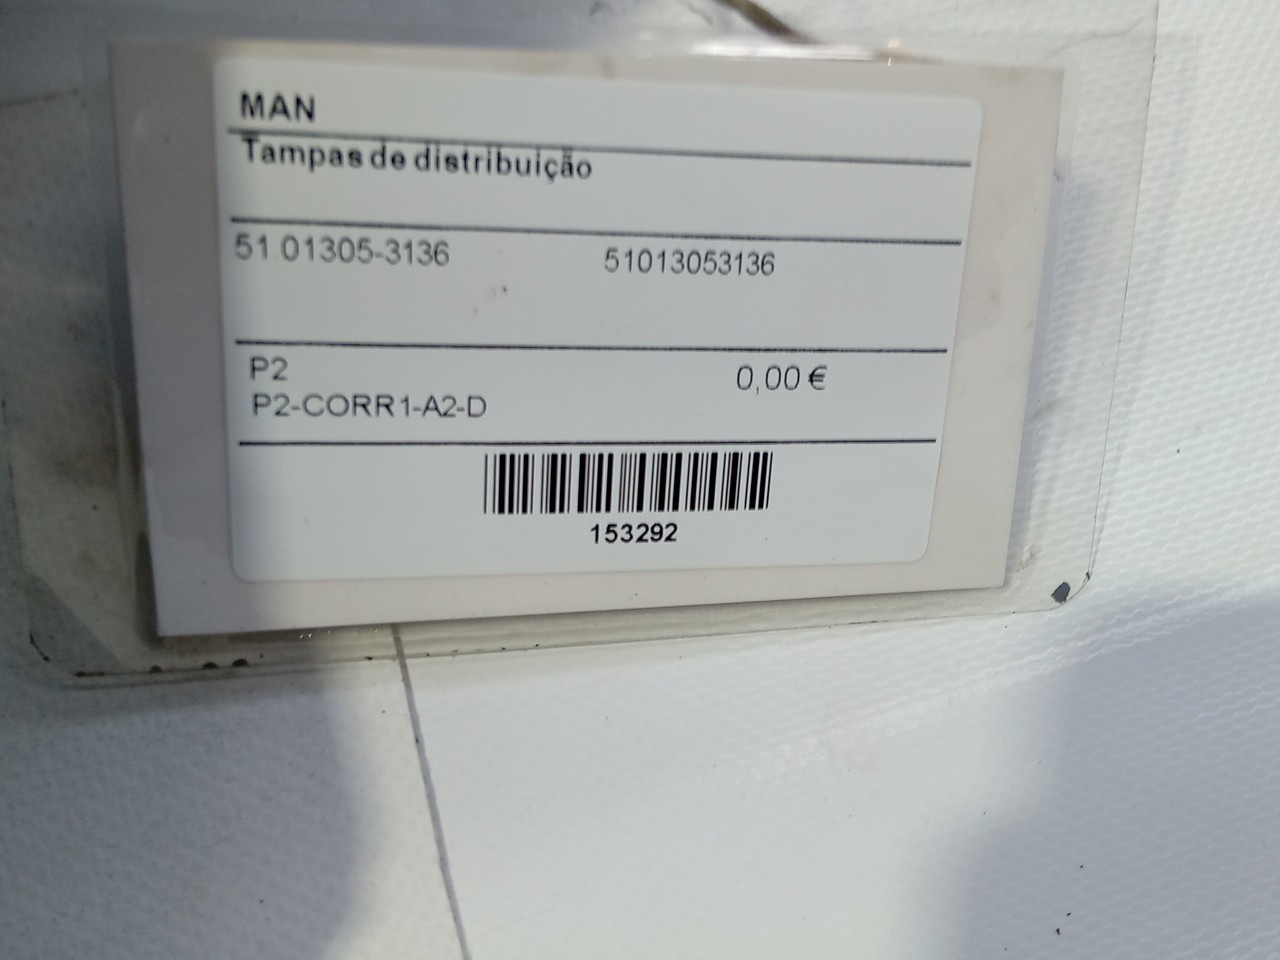 MAN
Tampas de distribuição
51 01305-3136 51013053136
P2 0,00 €
P2-CORR1-A2-D
153292